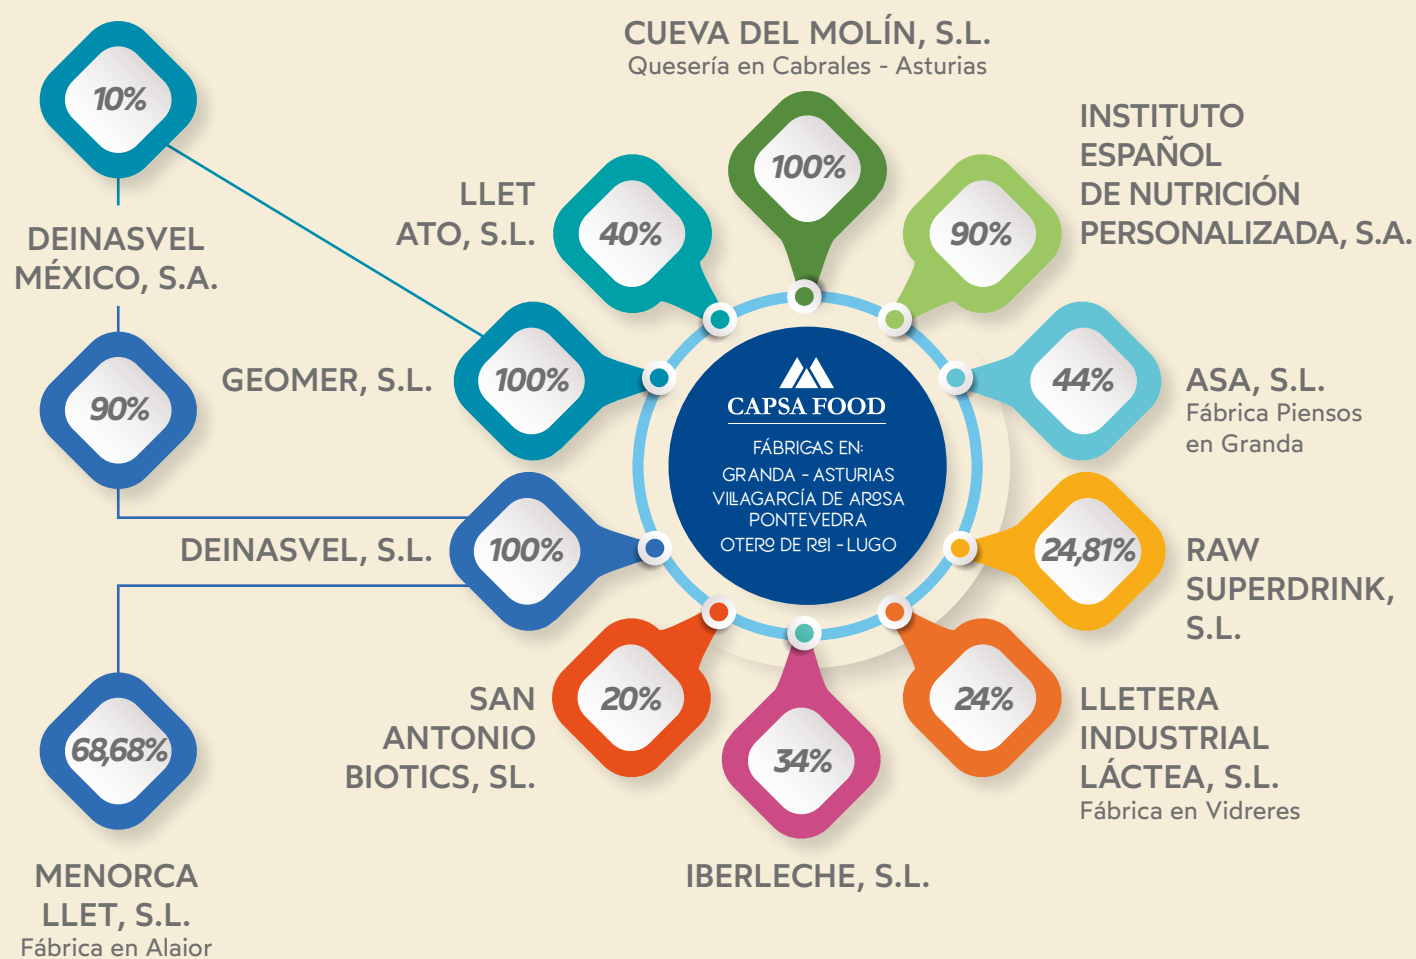 CUEVA DEL MOLÍN, S.L.
Quesería en Cabrales - Asturias
100%
INSTITUTO
ESPAÑOL
DE NUTRICIÓN
PERSONALIZADA, S.A.
90%
ASA, S.L.
Fábrica Piensos
en Granda
44%
RAW
SUPERDRINK,
S.L.
24,81%
LLETERA
INDUSTRIAL
LÁCTEA, S.L.
Fábrica en Vidreres
24%
IBERLECHE, S.L.
34%
SAN
ANTONIO
BIOTICS, SL.
20%
DEINASVEL, S.L.
100%
GEOMER, S.L.
100%
LLET
ATO, S.L.
40%
10%
DEINASVEL
MÉXICO, S.A.
90%
68,68%
MENORCA
LLET, S.L.
Fábrica en Alaior
CAPSA FOOD
FÁBRICAS EN:
GRANDA - ASTURIAS
VILLAGARCÍA DE AROSA
PONTEVEDRA
OTERO DE REI - LUGO